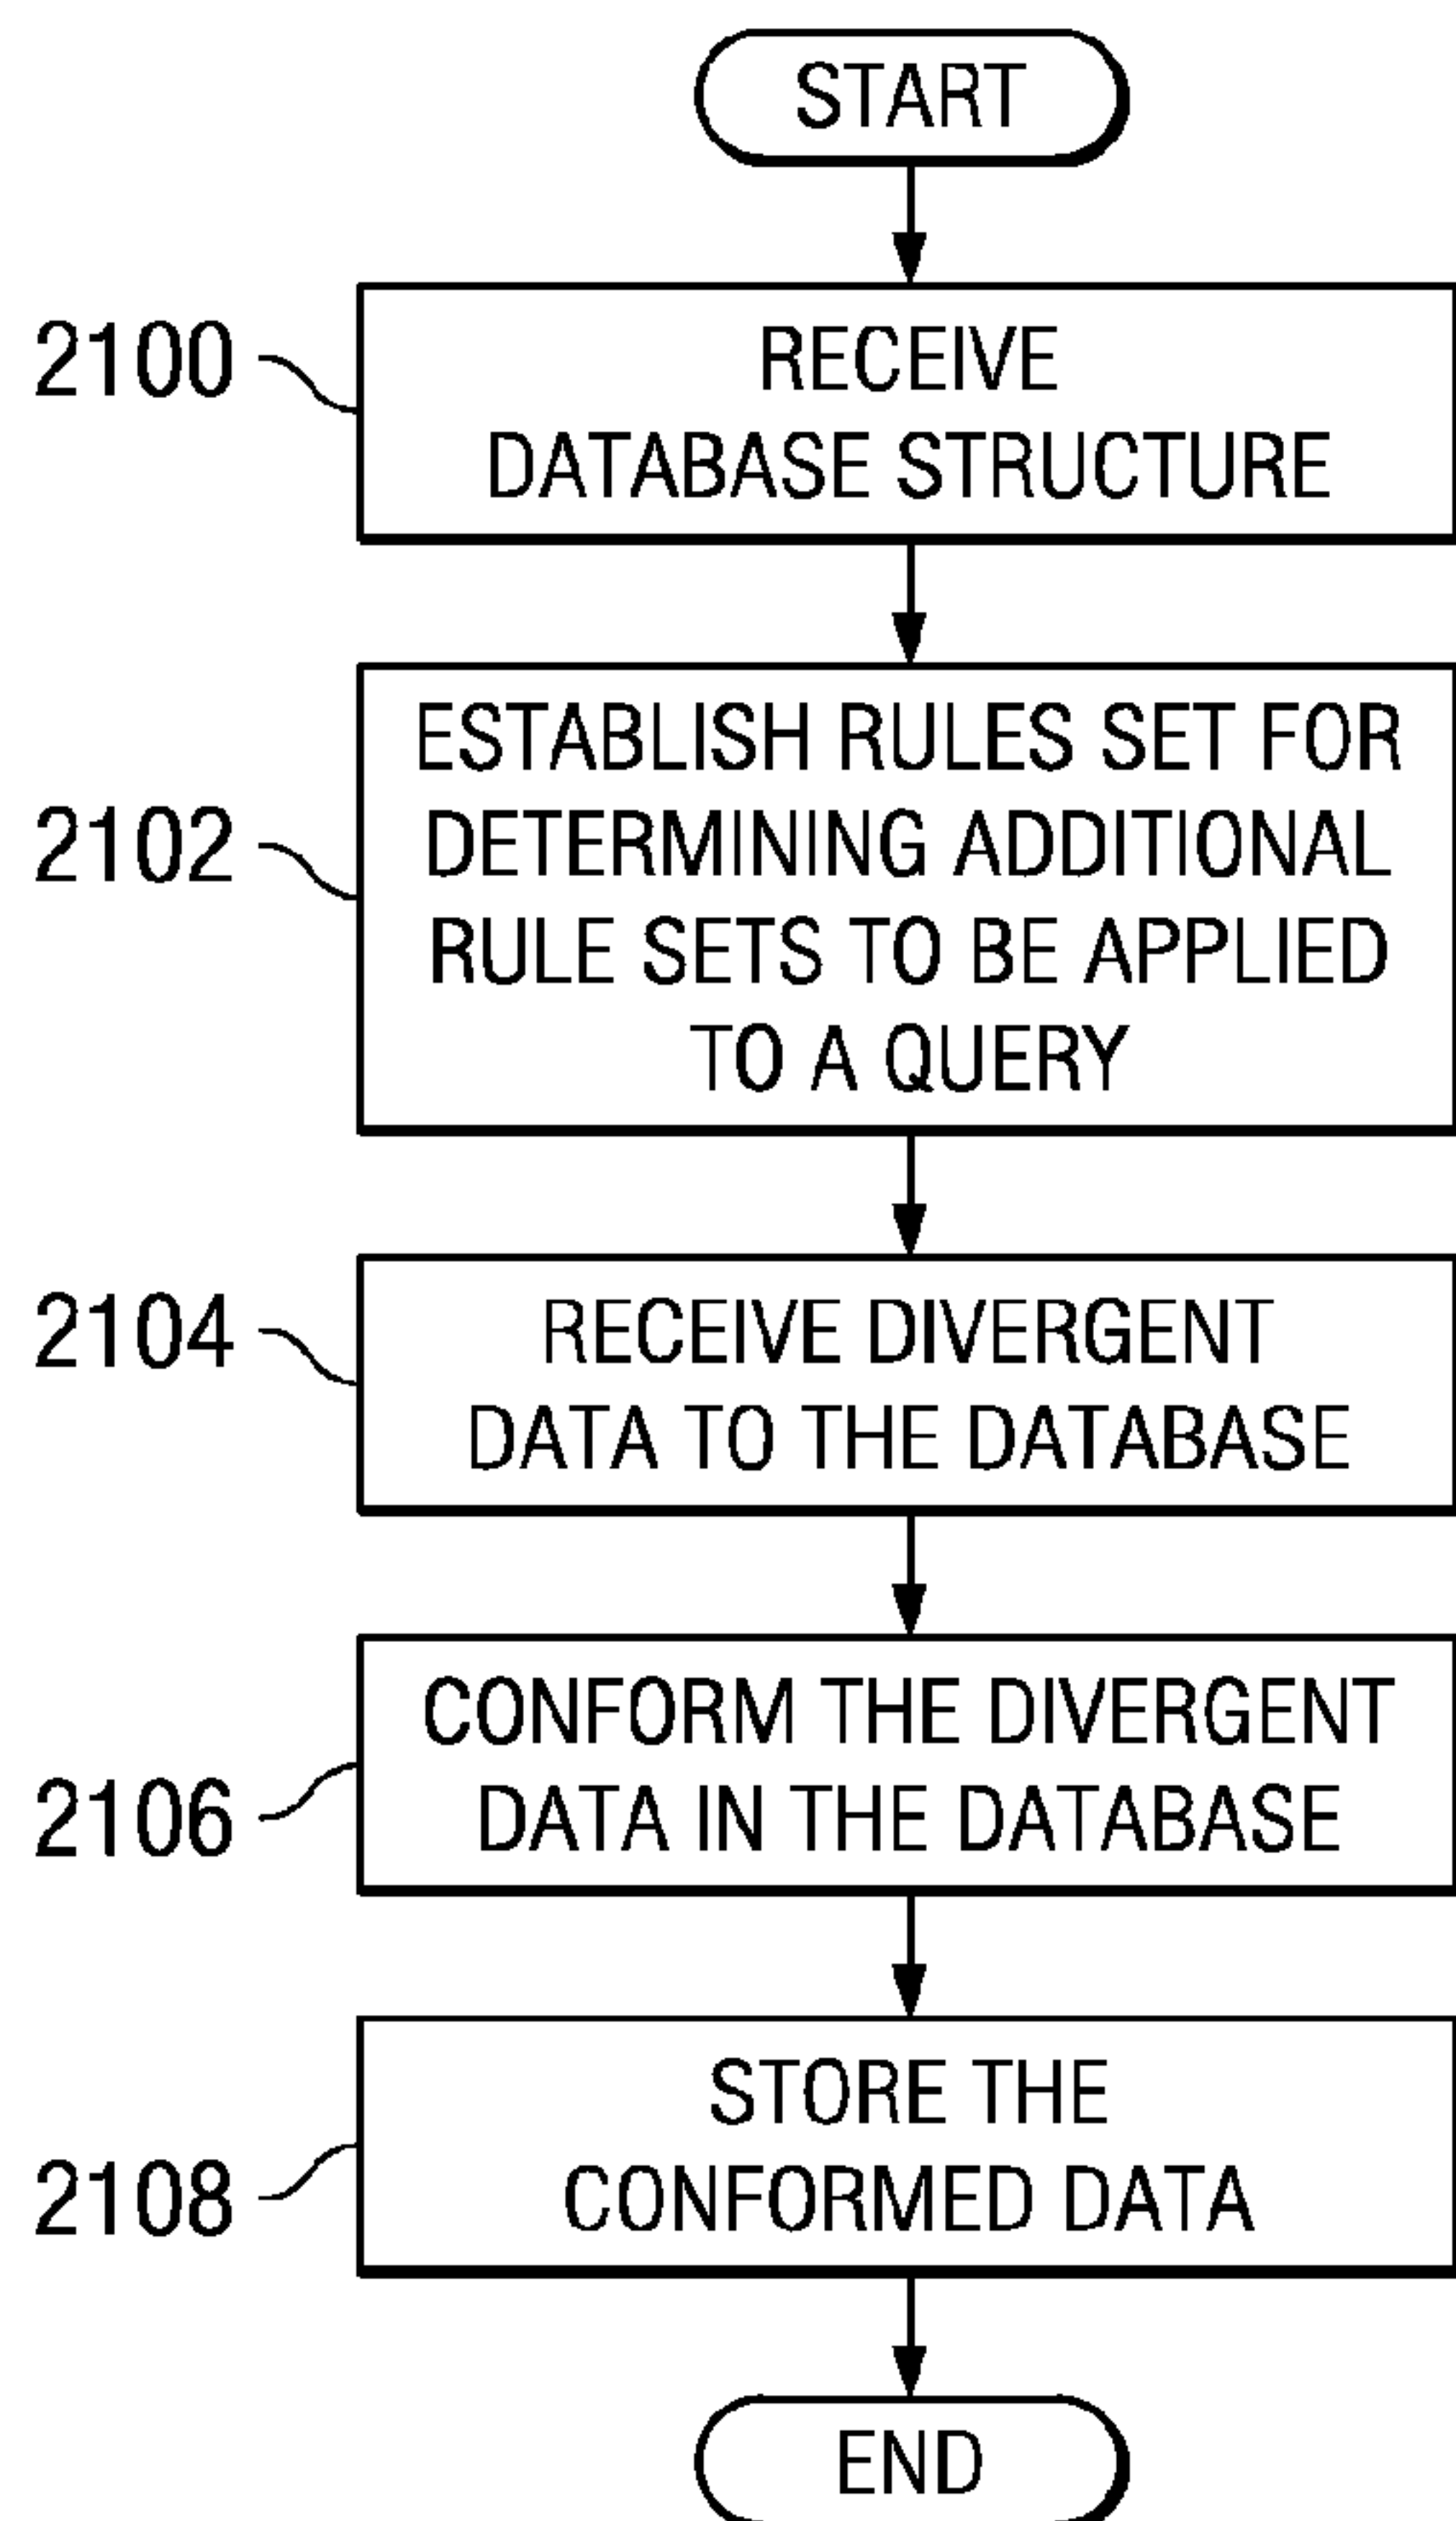 START
2100
RECEIVE
DATABASE STRUCTURE
2102
ESTABLISH RULES SET FOR
DETERMINING ADDITIONAL
RULE SETS TO BE APPLIED
TO A QUERY
2104
RECEIVE DIVERGENT
DATA TO THE DATABASE
2106
CONFORM THE DIVERGENT
DATA IN THE DATABASE
2108
STORE THE
CONFORMED DATA
END